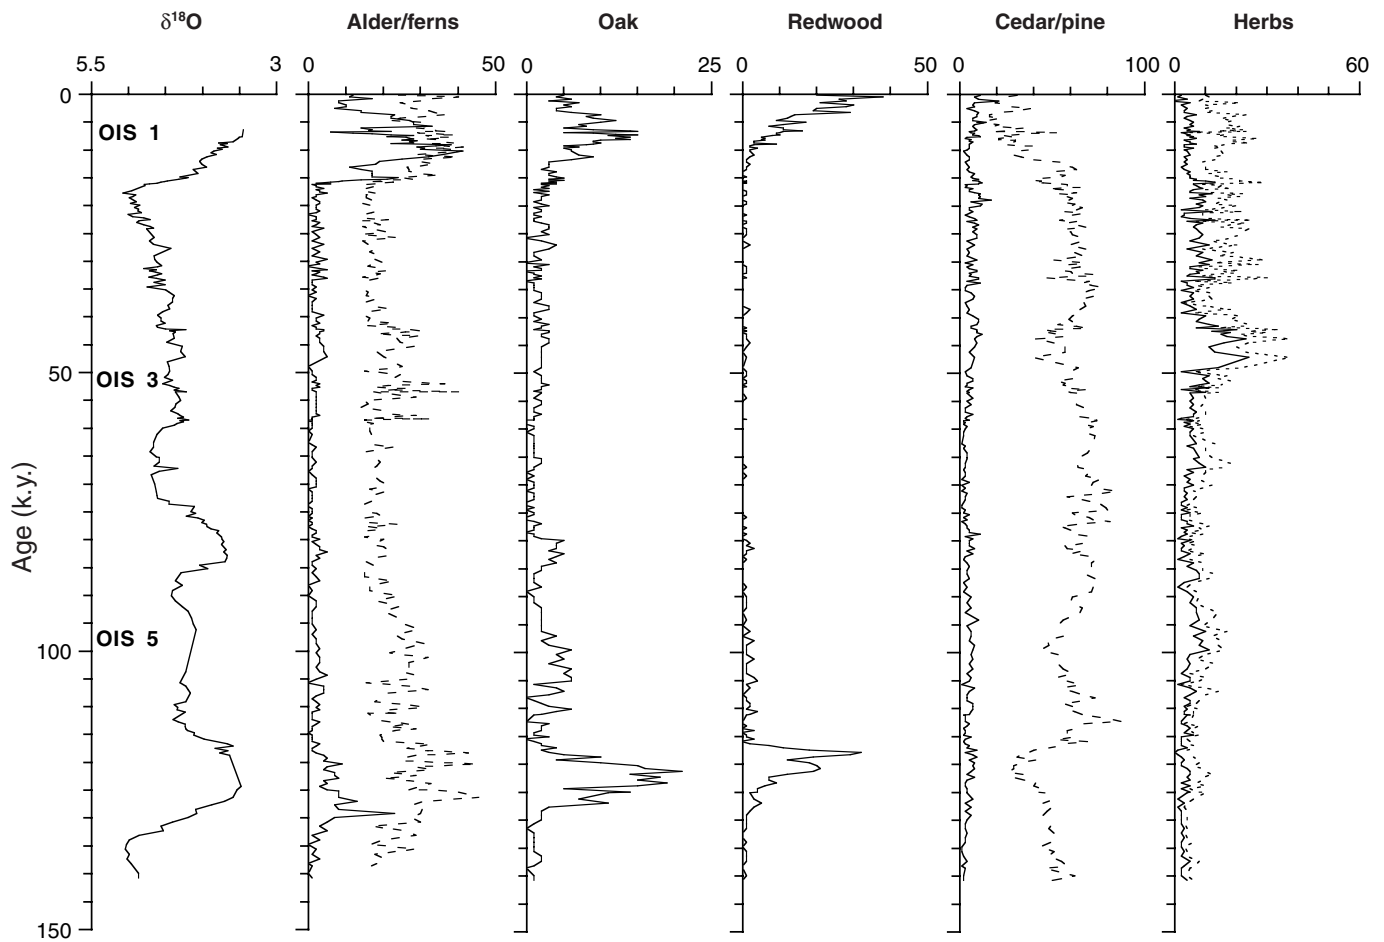 δ¹⁸O Alder/ferns Oak Redwood Cedar/pine Herbs
5.5 3 0 50 0 25 0 50 0 100 0 60
0
OIS 1
50
OIS 3
100
OIS 5
150
Age (k.y.)